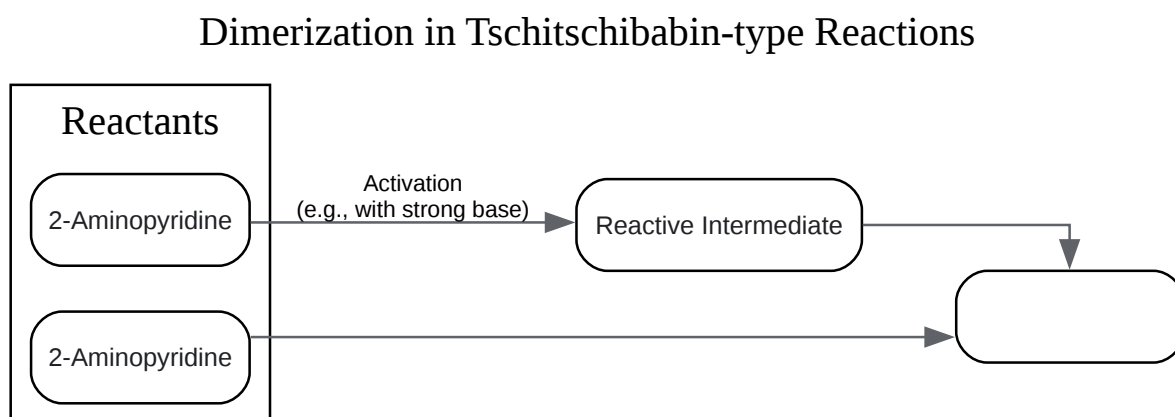 Dimerization in Tschitschibabin-type Reactions
Reactants
2-Aminopyridine
Activation
(e.g., with strong base)
Reactive Intermediate
2-Aminopyridine